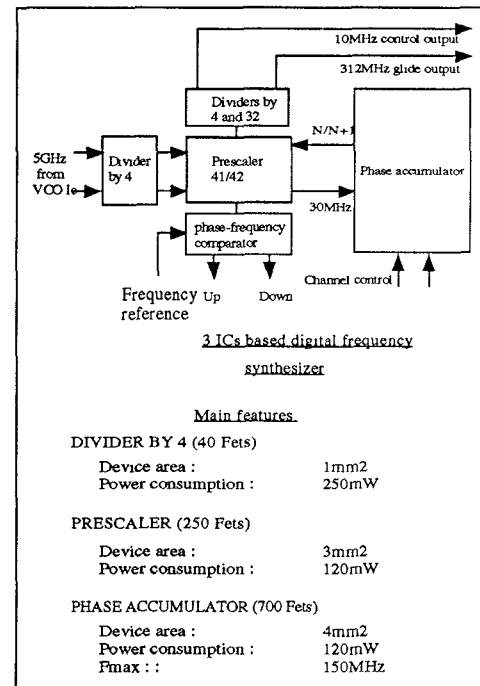 10MHz control output
312MHz glide output
Dividers by
4 and 32
N/N+1
5GHz
from
VCO 1e
Divider
by 4
Prescaler
41/42
Phase accumulator
30MHz
phase-frequency
comparator
Frequency
reference
Up
Down
Channel control
3 ICs based digital frequency
synthesizer
Main features
DIVIDER BY 4 (40 Fets)
Device area : 1mm2
Power consumption : 250mW
PRESCALER (250 Fets)
Device area : 3mm2
Power consumption : 120mW
PHASE ACCUMULATOR (700 Fets)
Device area : 4mm2
Power consumption : 120mW
Fmax : : 150MHz